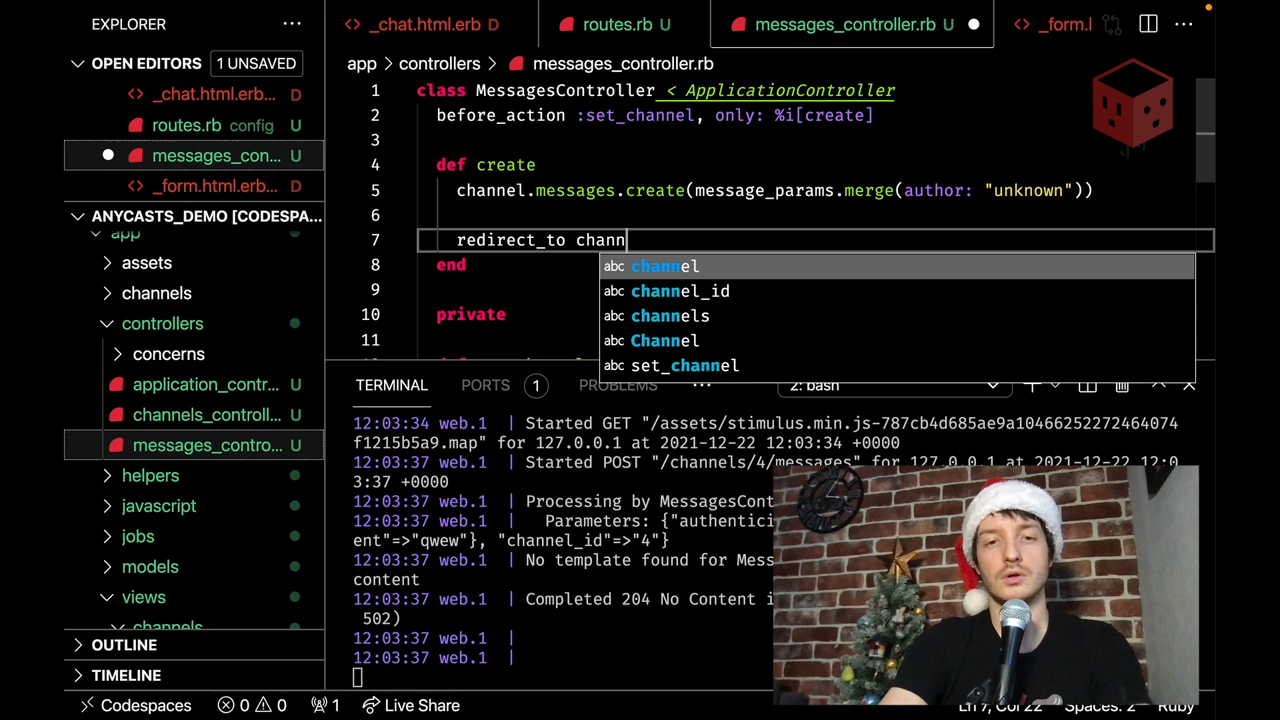 EXPLORER
OPEN EDITORS 1 UNSAVED
_chat.html.erb... D
routes.rb config U
messages_con... U
_form.html.erb... D
ANYCASTS_DEMO [CODESPA...
app
assets
channels
controllers
concerns
application_contr... U
channels_controll... U
messages_contro... U
helpers
javascript
jobs
models
views
channels
OUTLINE
TIMELINE
_chat.html.erb D
routes.rb U
messages_controller.rb U
_form.l
app > controllers > messages_controller.rb
1 class MessagesController < ApplicationController
2 before_action :set_channel, only: %i[create]
3
4 def create
5 channel.messages.create(message_params.merge(author: "unknown"))
6
7 redirect_to chann
8 end
9
10 private
11
abc channel
abc channel_id
abc channels
abc Channel
abc set_channel
TERMINAL PORTS 1 PROBLEMS ... 2: bash
12:03:34 web.1 | Started GET "/assets/stimulus.min.js-787cb4d685ae9a10466252272464074
f1215b5a9.map" for 127.0.0.1 at 2021-12-22 12:03:34 +0000
12:03:37 web.1 | Started POST "/channels/4/messages" for 127.0.0.1 at 2021-12-22 12:0
3:37 +0000
12:03:37 web.1 | Processing by MessagesCont
12:03:37 web.1 | Parameters: {"authentici
ent"=>"qwew"}, "channel_id"=>"4"}
12:03:37 web.1 | No template found for Mess
content
12:03:37 web.1 | Completed 204 No Content i
502)
12:03:37 web.1 |
12:03:37 web.1 |
Codespaces 0 0 1 Live Share Ln 7, Col 22 Spaces: 2 Ruby